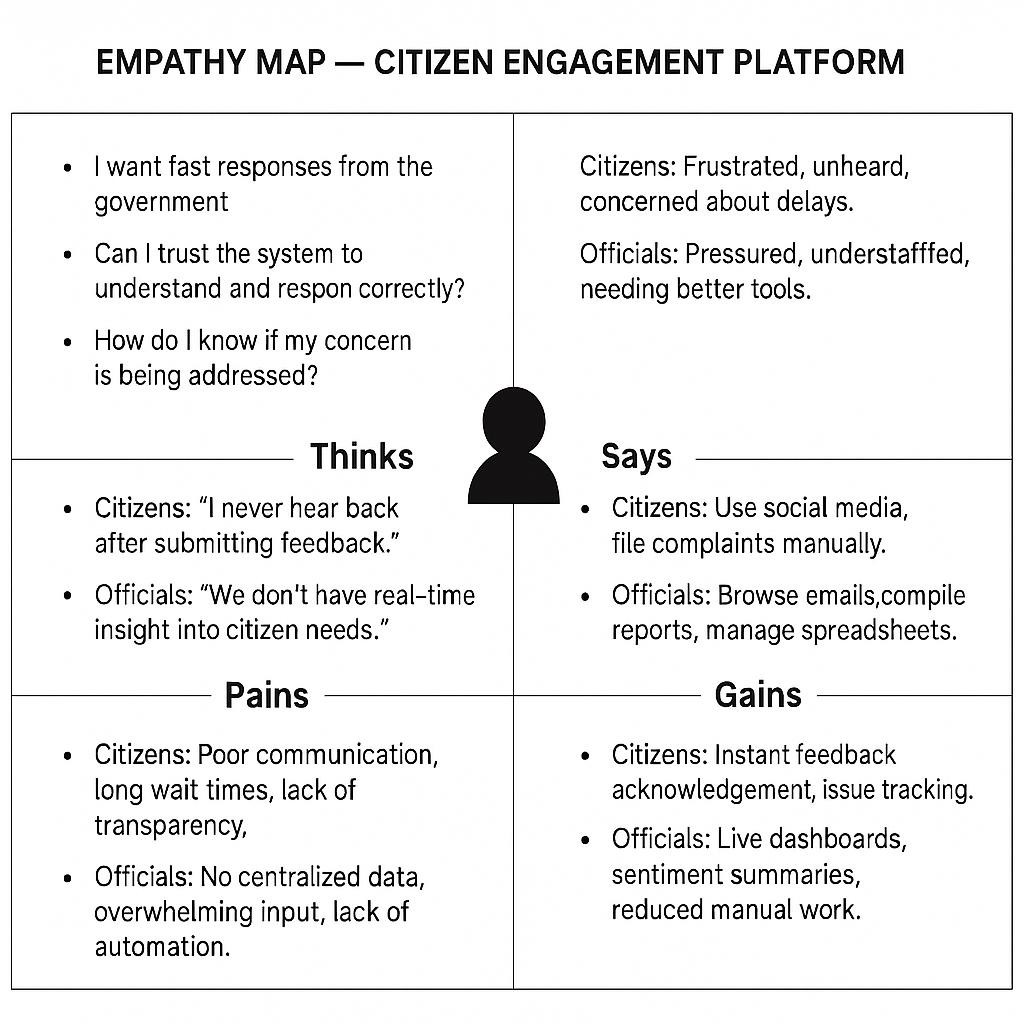 EMPATHY MAP — CITIZEN ENGAGEMENT PLATFORM
• I want fast responses from the
government
• Can I trust the system to
understand and respon correctly?
• How do I know if my concern
is being addressed?
Citizens: Frustrated, unheard,
concerned about delays.
Officials: Pressured, understafffed,
needing better tools.
Thinks
Says
• Citizens: “I never hear back
after submitting feedback.”
• Officials: “We don't have real–time
insight into citizen needs.”
• Citizens: Use social media,
file complaints manually.
• Officials: Browse emails,compile
reports, manage spreadsheets.
Pains
Gains
• Citizens: Poor communication,
long wait times, lack of
transparency,
• Officials: No centralized data,
overwhelming input, lack of
automation.
• Citizens: Instant feedback
acknowledgement, issue tracking.
• Officials: Live dashboards,
sentiment summaries,
reduced manual work.